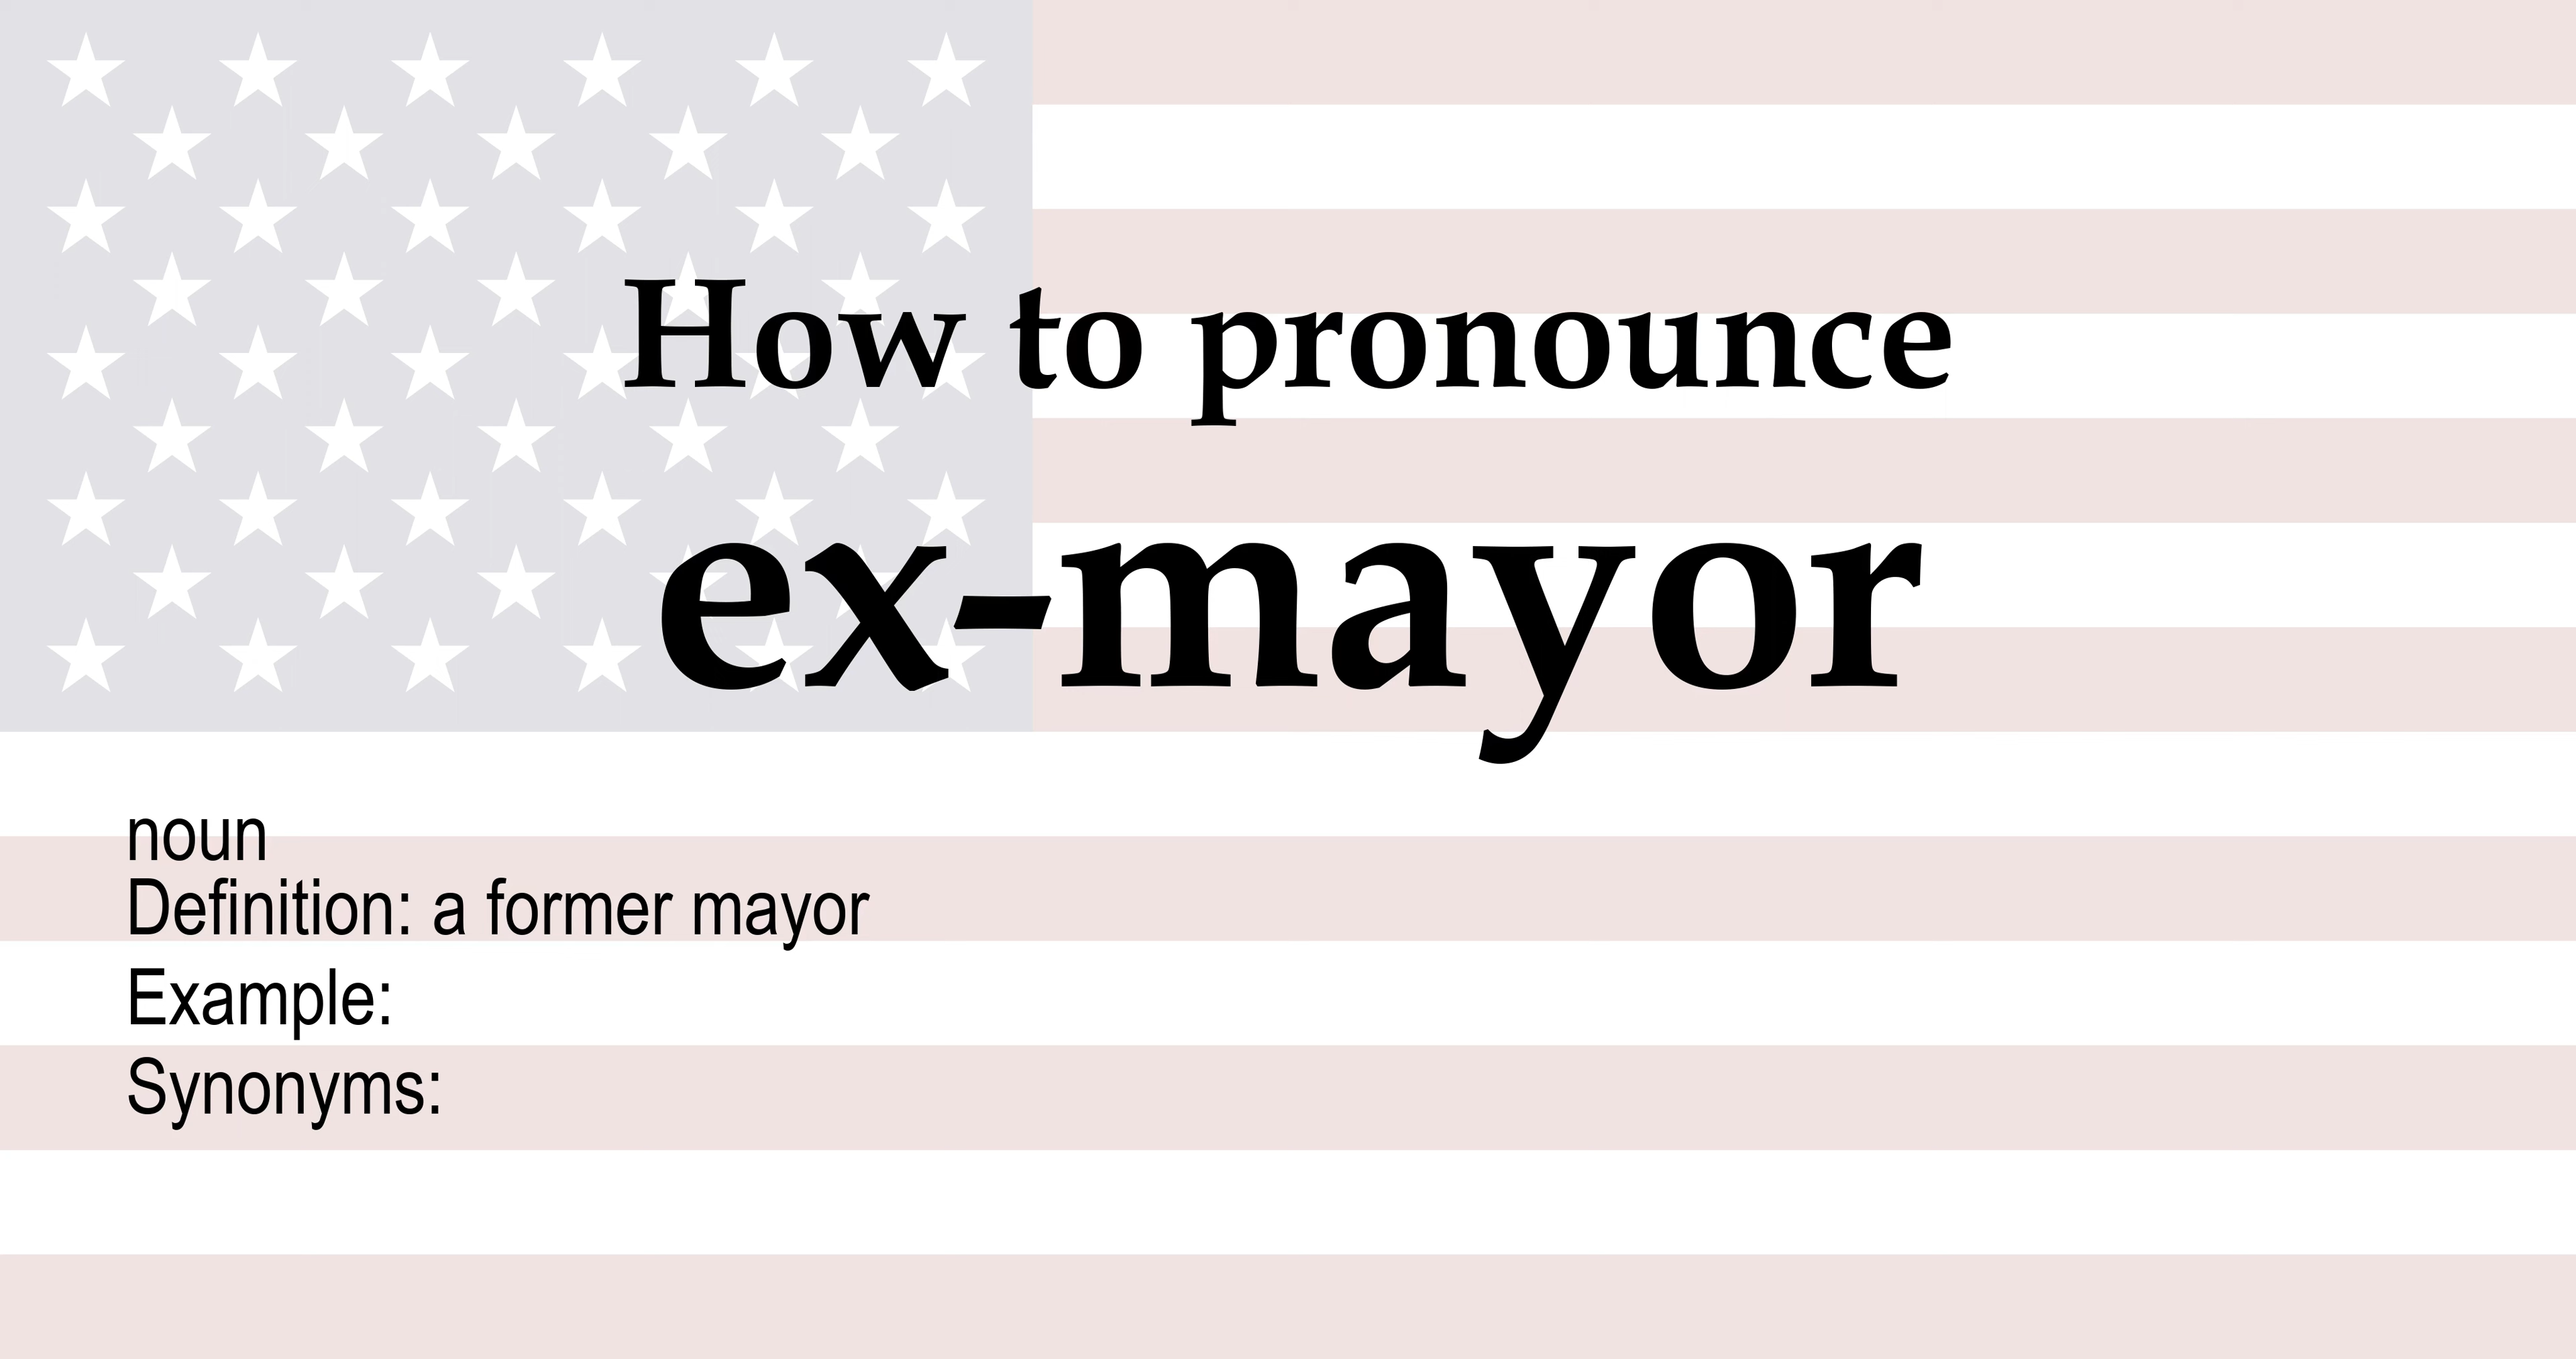 How to pronounce
ex-mayor
noun
Definition: a former mayor
Example:
Synonyms: